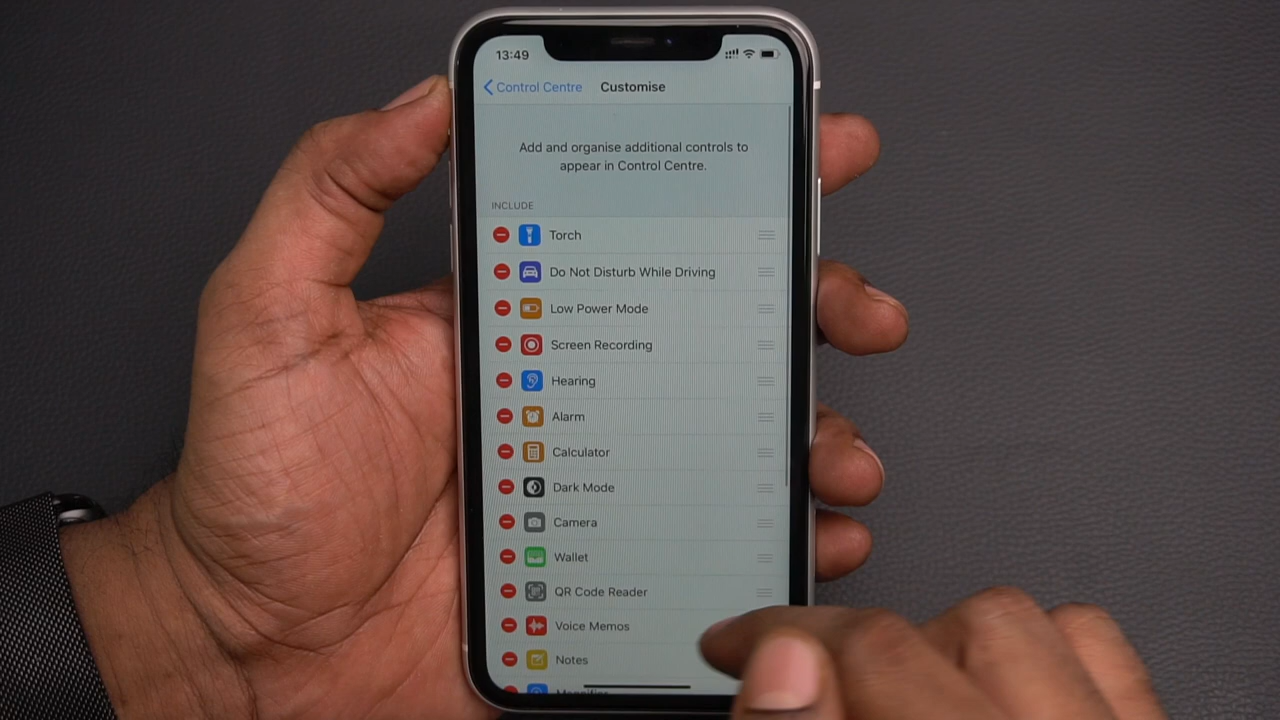 13:49
Control Centre Customise
Add and organise additional controls to
appear in Control Centre.
INCLUDE
Torch
Do Not Disturb While Driving
Low Power Mode
Screen Recording
Hearing
Alarm
Calculator
Dark Mode
Camera
Wallet
QR Code Reader
Voice Memos
Notes
Magnifier